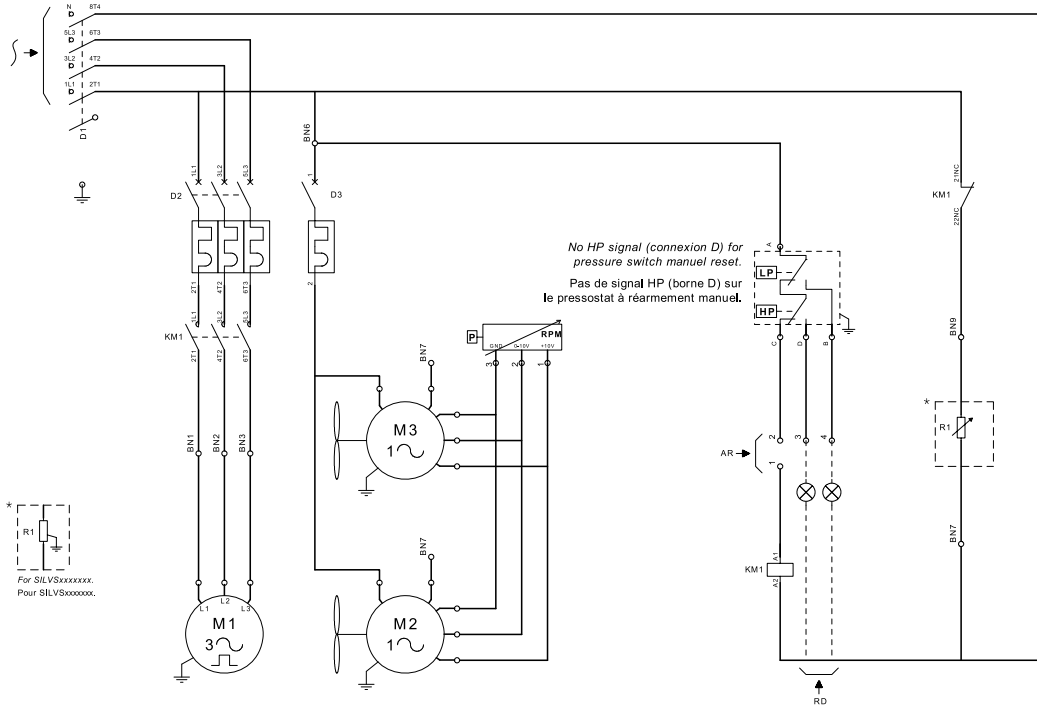 N 8T4
5L3 6T3
3L2 4T2
1L1 2T1
D1
BN6
1L1 3L2 5L3
1
D2
D3
21NC
KM1
22NC
A
No HP signal (connexion D) for
pressure switch manuel reset.
Pas de signal HP (borne D) sur
le pressostat à réarmement manuel.
LP
HP
2T1 4T2 6T3
2
1L1 3L2 5L3
KM1
2T1 4T2 6T3
P
RPM
GND 0-10V +10V
3 2 1
C D B
BN9
BN7
M3
1
*
R1
AR
2 3 4
1
BN1 BN2 BN3
*
R1
For SILVSxxxxxxx.
Pour SILVSxxxxxxx.
BN7
BN7
KM1
A1
A2
L1 L2 L3
M1
3
M2
1
RD